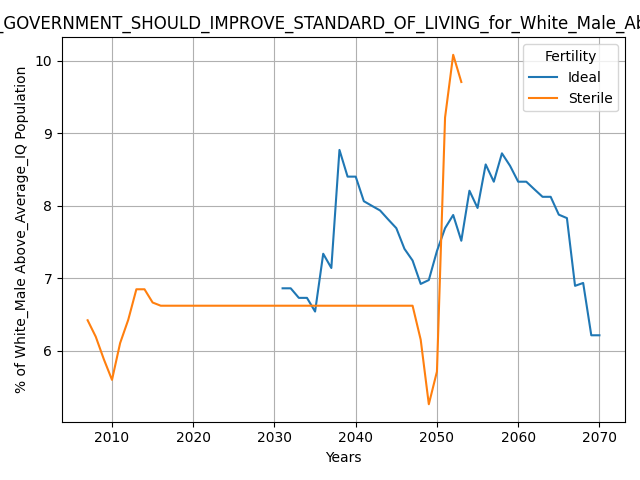 _GOVERNMENT_SHOULD_IMPROVE_STANDARD_OF_LIVING_for_White_Male_Ab
% of White_Male Above_Average_IQ Population
10
9
8
7
6
Fertility
Ideal
Sterile
2010 2020 2030 2040 2050 2060 2070
Years